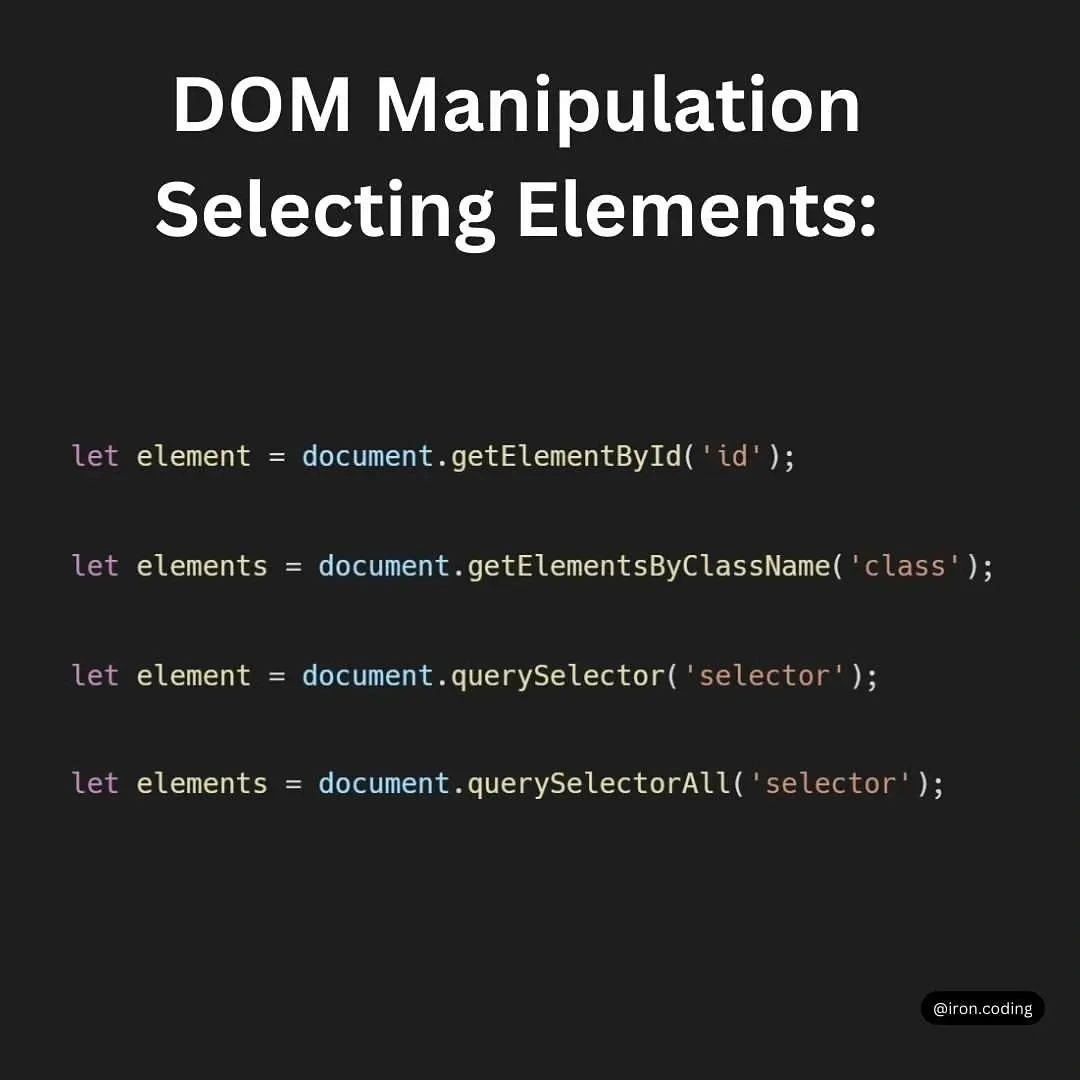 DOM Manipulation
Selecting Elements:
let element = document.getElementById('id');
let elements = document.getElementsByClassName('class');
let element = document.querySelector('selector');
let elements = document.querySelectorAll('selector');
@iron.coding